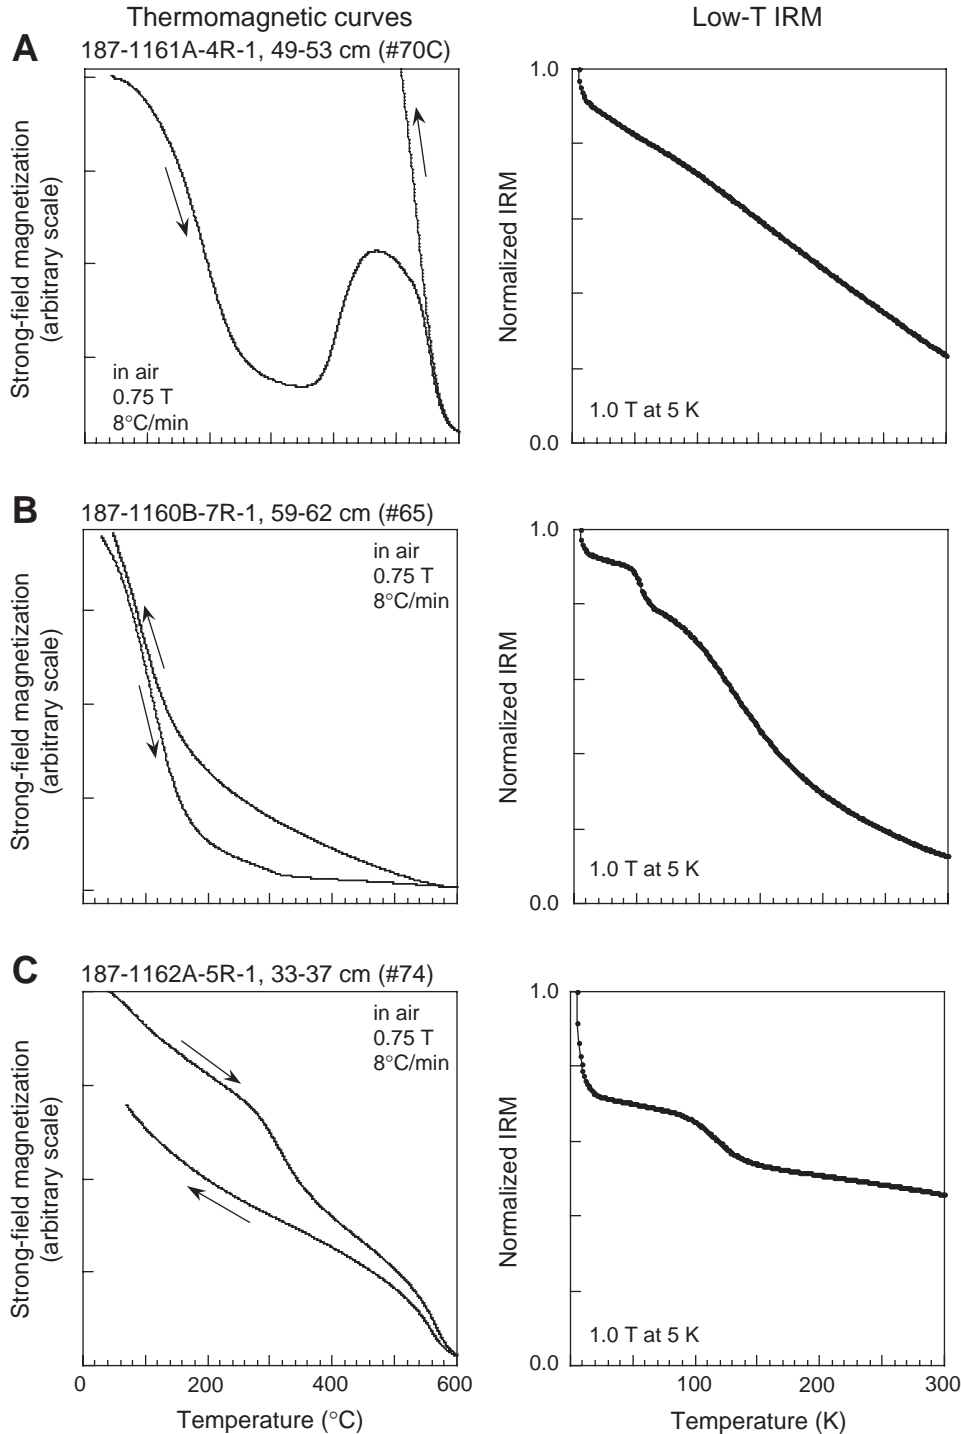 Thermomagnetic curves
Low-T IRM
A
187-1161A-4R-1, 49-53 cm (#70C)
Strong-field magnetization
(arbitrary scale)
in air
0.75 T
8°C/min
1.0
Normalized IRM
0.0
1.0 T at 5 K
B
187-1160B-7R-1, 59-62 cm (#65)
Strong-field magnetization
(arbitrary scale)
in air
0.75 T
8°C/min
1.0
Normalized IRM
0.0
1.0 T at 5 K
C
187-1162A-5R-1, 33-37 cm (#74)
Strong-field magnetization
(arbitrary scale)
in air
0.75 T
8°C/min
0 200 400 600
Temperature (°C)
1.0
Normalized IRM
0.0
1.0 T at 5 K
100 200 300
Temperature (K)